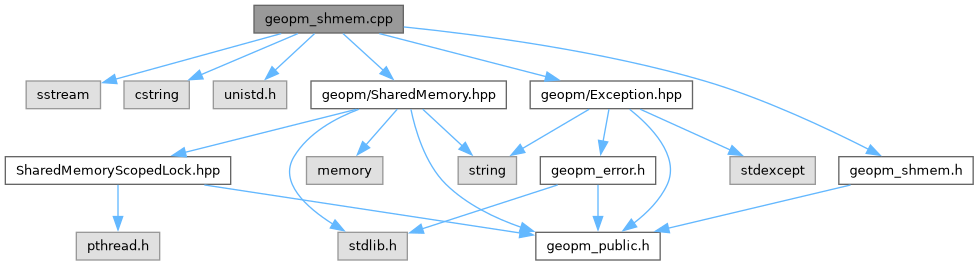 geopm_shmem.cpp
sstream
cstring
unistd.h
geopm/SharedMemory.hpp
geopm/Exception.hpp
SharedMemoryScopedLock.hpp
memory
string
geopm_error.h
stdexcept
geopm_shmem.h
pthread.h
stdlib.h
geopm_public.h